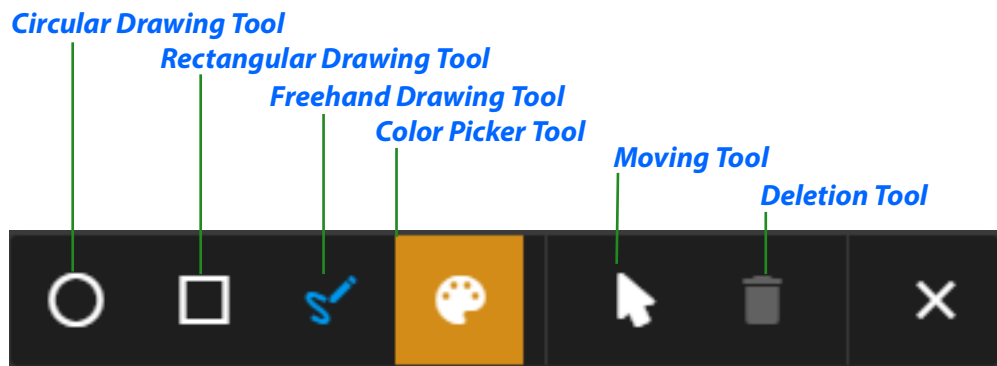 Circular Drawing Tool
Rectangular Drawing Tool
Freehand Drawing Tool
Color Picker Tool
Moving Tool
Deletion Tool